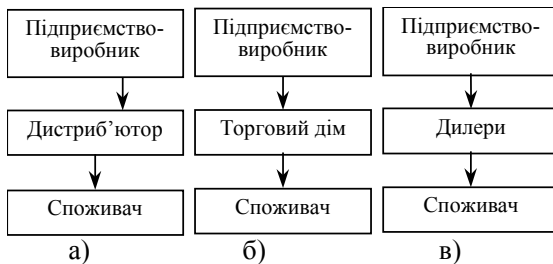 Підприємство-
виробник
Підприємство-
виробник
Підприємство-
виробник
Дистриб’ютор
Торговий дім
Дилери
Споживач
Споживач
Споживач
а)
б)
в)